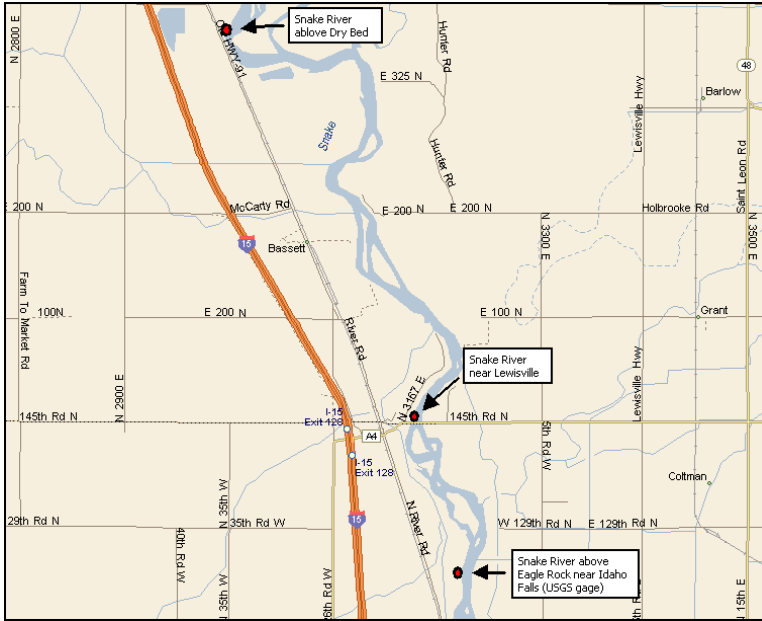 N 2800 E
Old HWY-91
Snake River
ablove Dry Bed
Hunter Rd
E 325 N
48
Barlow
Lewisville Hwy
Saint Leon Rd
Snake
Hunter Rd
E 200 N
McCarty Rd
E 200 N
E 200 N
Holbrooke Rd
N 3300 E
N 3500 E
15
Bassett
Farm To Market Rd
100N
E 200 N
River Rd
E 100 N
Grant
Snake River
near Lewisville
Lewisville Hwy
N 2900 E
N 3167 E
I-15
Exit 128
145th Rd N
A4
145th Rd N
5th Rd W
I-15
Exit 128
Coltman
N 35th W
29th Rd N
35th Rd W
15
N River Rd
W 129th Rd N
E 129th Rd N
40th Rd W
N 35th W
26th Rd W
Snake River above
Eagle Rock near Idaho
Falls (USGS gage)
N 15th E